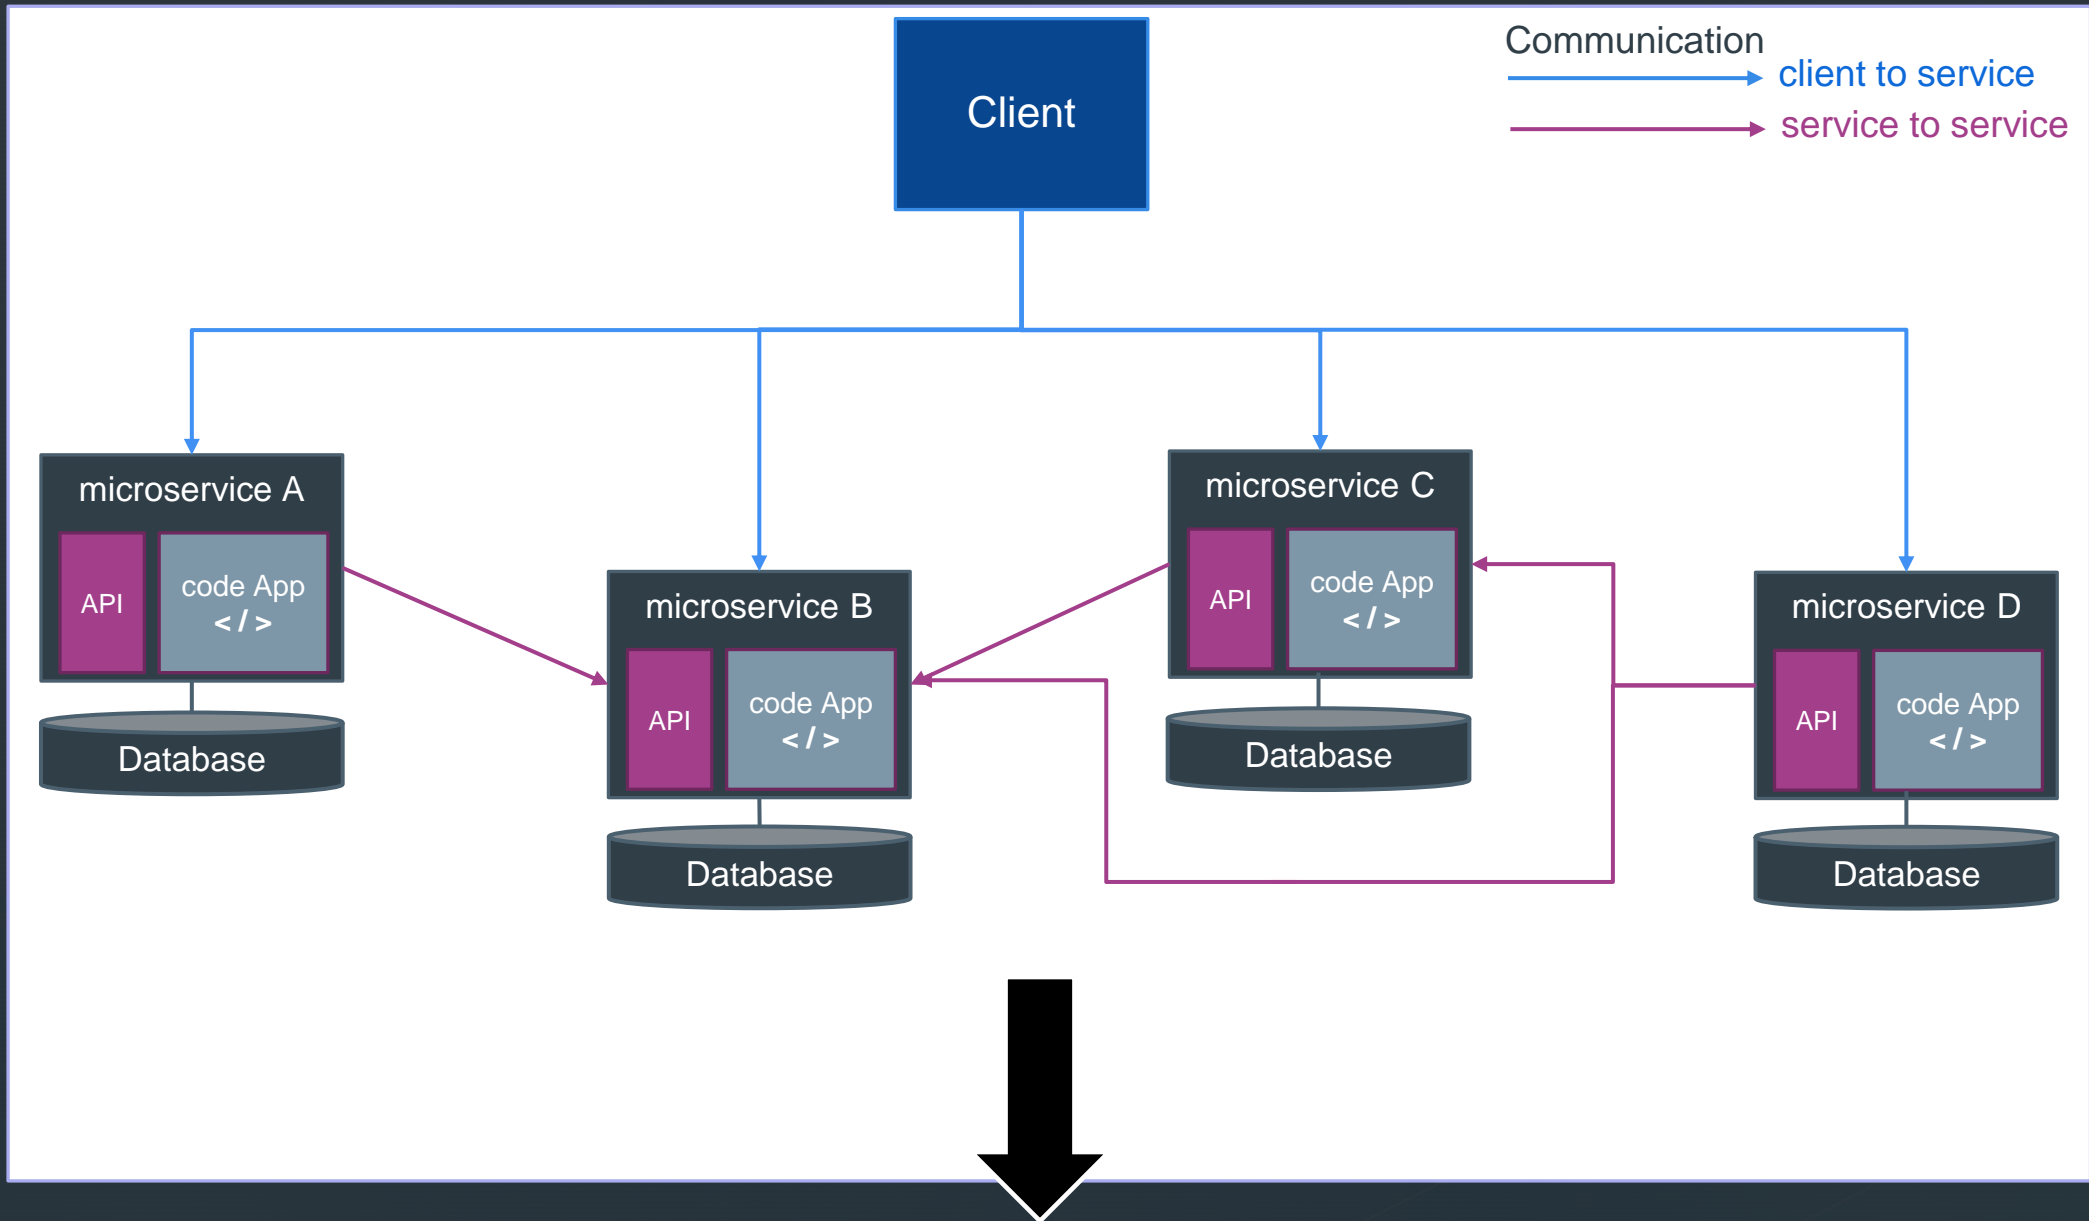 Client
Communication
client to service
service to service
microservice A
API
code App
< / >
Database
microservice B
API
code App
< / >
Database
microservice C
API
code App
< / >
Database
microservice D
API
code App
< / >
Database